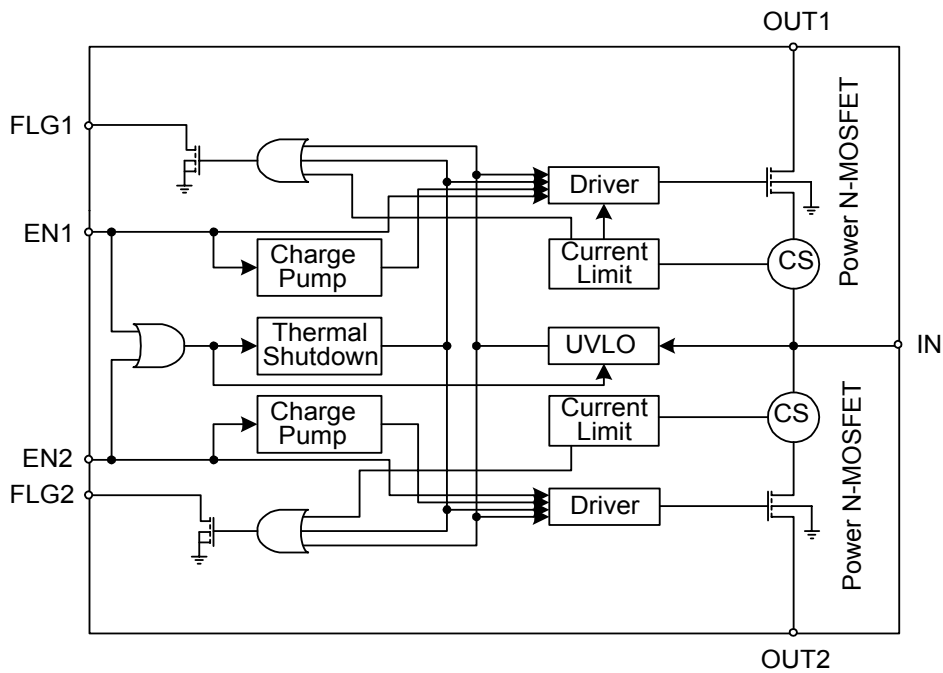 OUT1
FLG1
Power N-MOSFET
Driver
EN1
Charge
Pump
Current
Limit
CS
Thermal
Shutdown
UVLO
IN
Charge
Pump
Current
Limit
CS
EN2
FLG2
Driver
Power N-MOSFET
OUT2